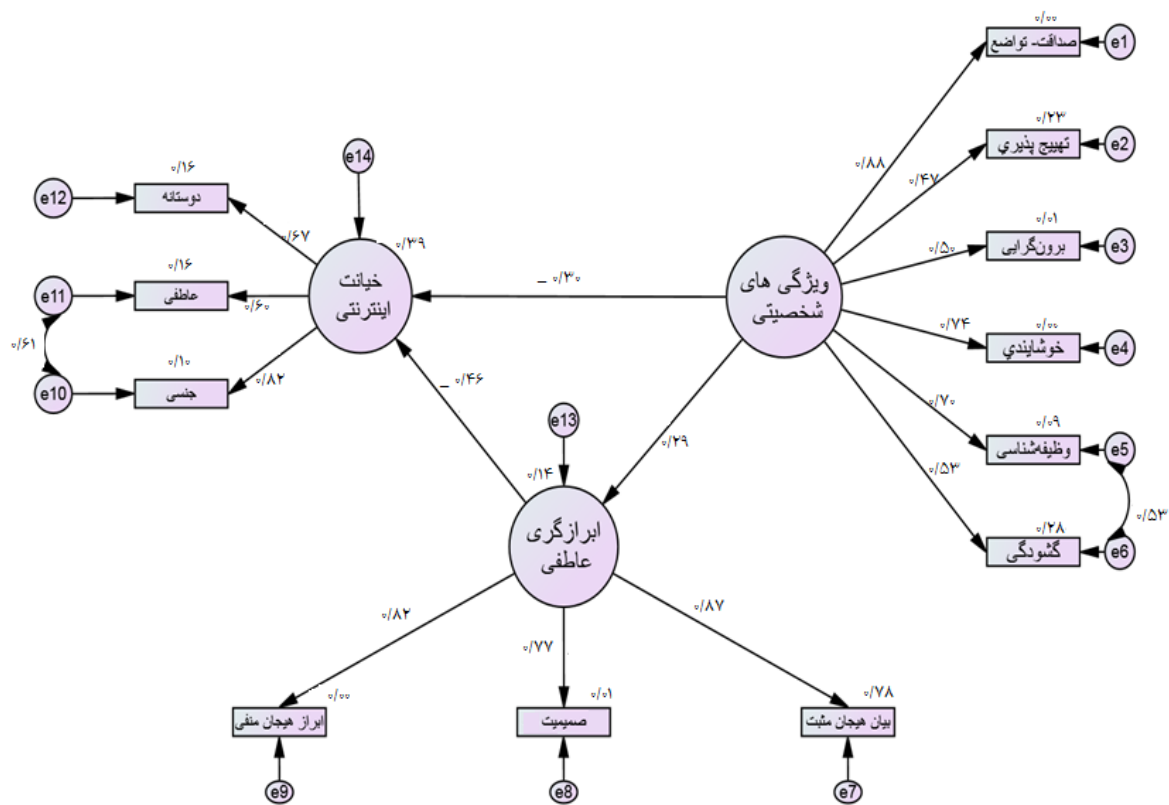 ۰/۰۰
صداقت- تواضع
e1
۰/۲۳
تهييج پذيري
e2
۰/۸۸
۰/۴۷
e14
۰/۱۶
دوستانه
e12
۰/۶۷
_ ۰/۳۹
۰/۰۱
برون‌گرایی
e3
۰/۵۰
خیانت
اینترنتی
_ ۰/۳۰
ویژگی های
شخصیتی
۰/۱۶
عاطفی
e11
۰/۶۰
۰/۶۱
۰/۰۰
خوشايندي
e4
۰/۷۴
۰/۱۰
جنسی
e10
۰/۸۲
_ ۰/۴۶
e13
۰/۲۹
۰/۷۰
۰/۰۹
وظیفه‌شناسی
e5
۰/۵۳
۰/۱۴
۰/۵۳
۰/۲۸
گشودگی
e6
ابرازگری
عاطفی
۰/۸۲
۰/۷۷
۰/۸۷
۰/۰۰
ابراز هیجان منفی
۰/۰۱
صمیمیت
۰/۷۸
بیان هیجان مثبت
e9
e8
e7